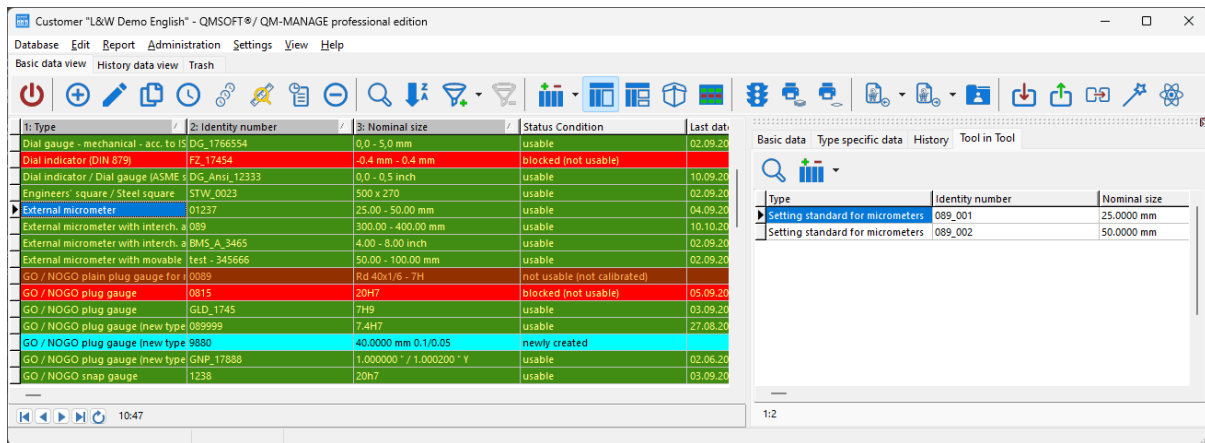 Customer "L&W Demo English" - QMSOFT®/ QM-MANAGE professional edition
Database Edit Report Administration Settings View Help
Basic data view History data view Trash
1: Type 2: Identity number 3: Nominal size Status Condition Last dat
Dial gauge - mechanical - acc. to IS DG_1766554 0,0 - 5,0 mm usable 02.09.20
Dial indicator (DIN 879) FZ_17454 -0.4 mm - 0.4 mm blocked (not usable)
Dial indicator / Dial gauge (ASME s DG_Ansi_12333 0,0 - 0,5 inch usable 10.09.20
Engineers' square / Steel square STW_0023 500 x 270 usable 02.09.20
External micrometer 01237 25.00 - 50.00 mm usable 04.09.20
External micrometer with interch. a 089 300.00 - 400.00 mm usable 10.10.20
External micrometer with interch. a BMS_A_3465 4.00 - 8.00 inch usable 02.09.20
External micrometer with movable test - 345666 50.00 - 100.00 mm usable 02.09.20
GO / NOGO plain plug gauge for r 0089 Rd 40x1/6 - 7H not usable (not calibrated)
GO / NOGO plug gauge 0815 20H7 blocked (not usable) 05.09.20
GO / NOGO plug gauge GLD_1745 7H9 usable 03.09.20
GO / NOGO plug gauge (new type 089999 7.4H7 usable 27.08.20
GO / NOGO plug gauge (new type 9880 40.0000 mm 0.1/0.05 newly created
GO / NOGO plug gauge (new type GNP_17888 1.000000 " / 1.000200 " Y usable 02.06.20
GO / NOGO snap gauge 1238 20h7 usable 03.09.20
10:47
Basic data Type specific data History Tool in Tool
Type Identity number Nominal size
Setting standard for micrometers 089_001 25.0000 mm
Setting standard for micrometers 089_002 50.0000 mm
1:2